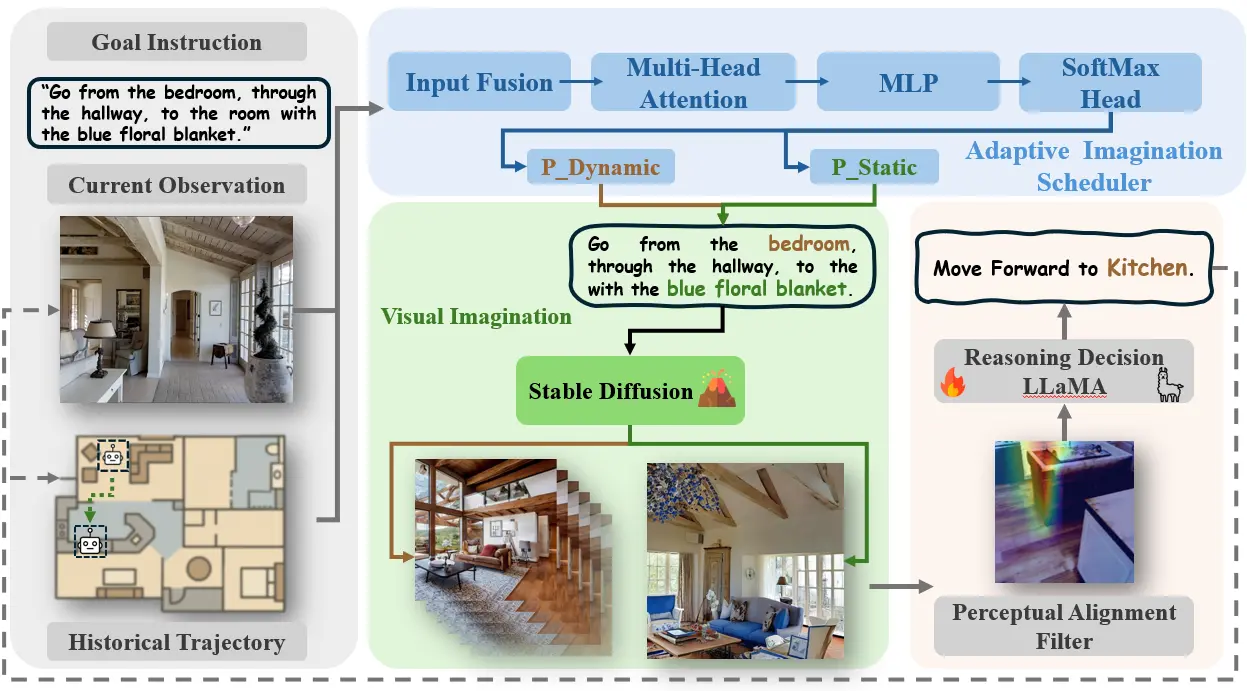 Goal Instruction
“Go from the bedroom, through
the hallway, to the room with
the blue floral blanket.”
Current Observation
Historical Trajectory
Input Fusion
Multi-Head
Attention
MLP
SoftMax
Head
P_Dynamic
P_Static
Adaptive Imagination
Scheduler
Go from the bedroom,
through the hallway, to the
with the blue floral blanket.
Visual Imagination
Stable Diffusion
Move Forward to Kitchen.
Reasoning Decision
LLaMA
Perceptual Alignment
Filter